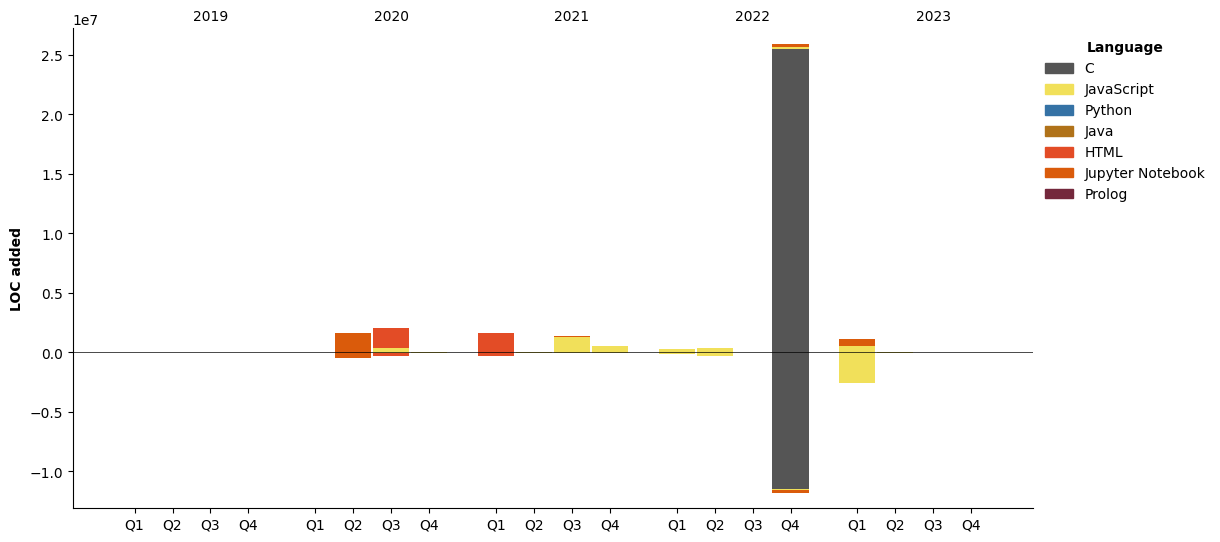 1e7
2019 2020 2021 2022 2023
LOC added
2.5
2.0
1.5
1.0
0.5
0.0
−0.5
−1.0
Q1 Q2 Q3 Q4 Q1 Q2 Q3 Q4 Q1 Q2 Q3 Q4 Q1 Q2 Q3 Q4 Q1 Q2 Q3 Q4
Language
C
JavaScript
Python
Java
HTML
Jupyter Notebook
Prolog